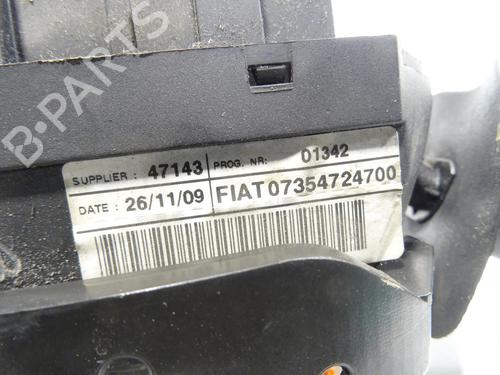 B-PARTS
SUPPLIER : 47143 PROG. NR: 01342
DATE : 26/11/09 FIAT07354724700